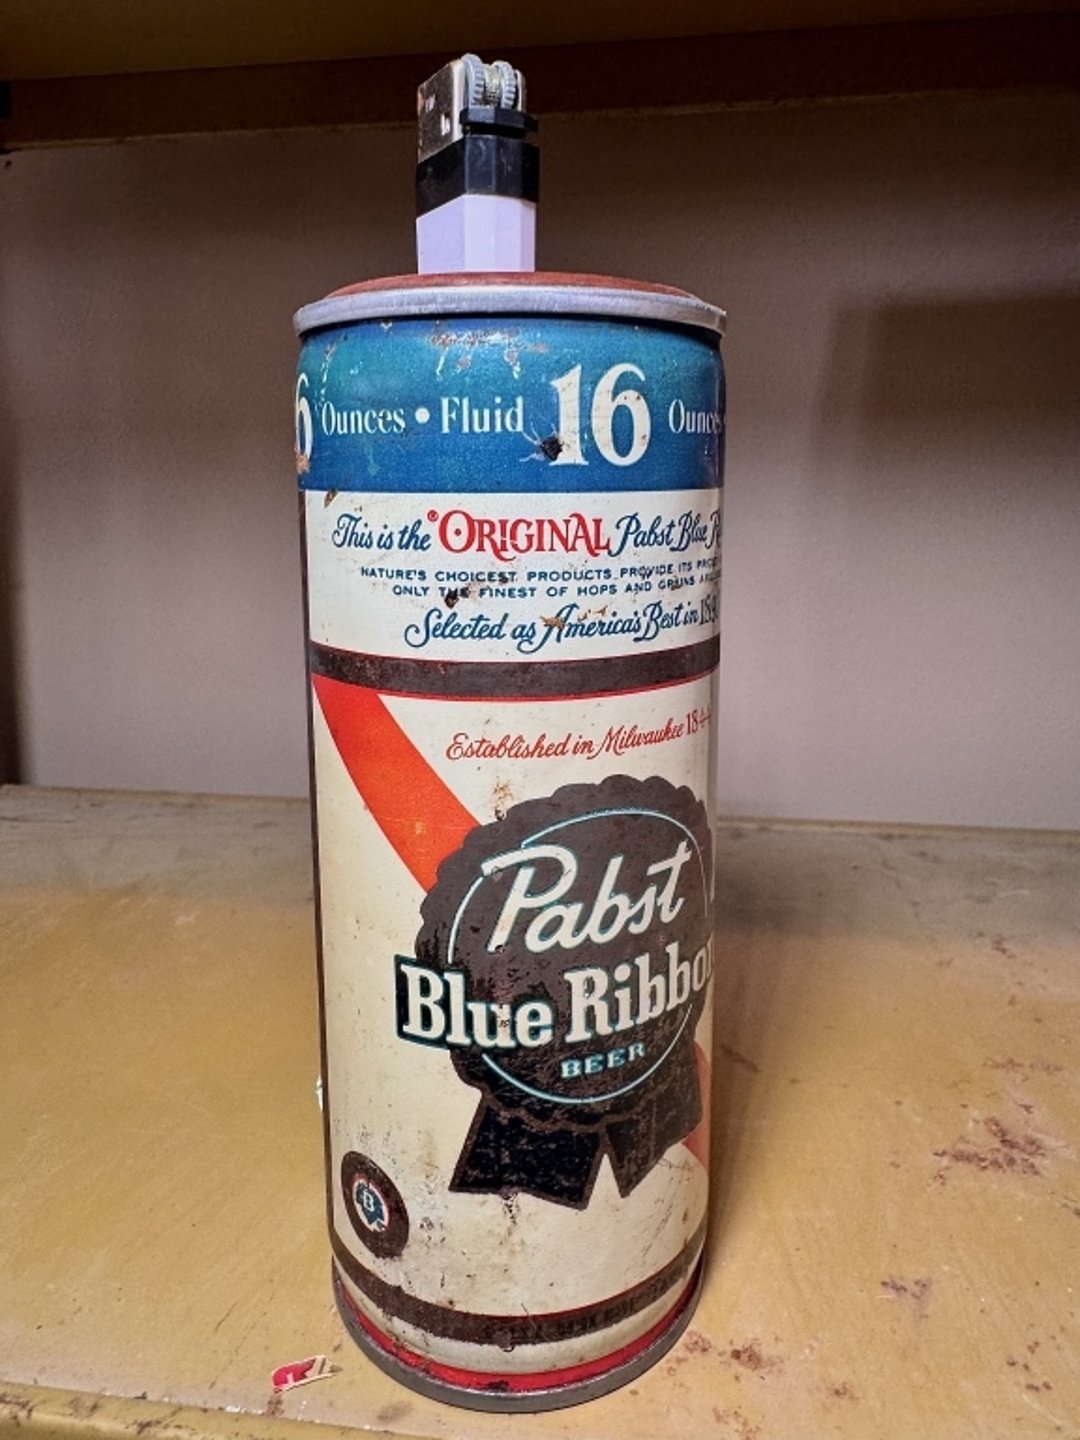 6 Ounces • Fluid 16 Ounces
This is the ORIGINAL Pabst Blue
NATURE'S CHOICEST PRODUCTS PROVIDE ITS
ONLY THE FINEST OF HOPS AND GRAINS
Selected as America's Best in
Established in Milwaukee 1844
Pabst
Blue Ribbon
BEER
B